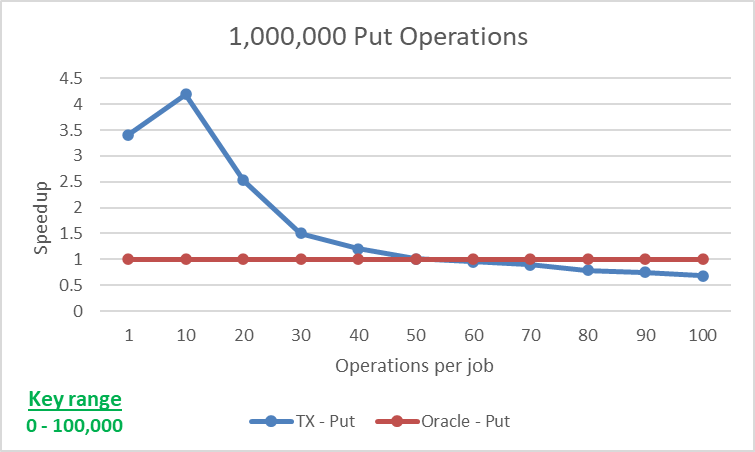 1,000,000 Put Operations
4.5
4
3.5
3
2.5
2
1.5
1
0.5
0
Speedup
1 10 20 30 40 50 60 70 80 90 100
Operations per job
Key range
0 - 100,000
TX - Put Oracle - Put